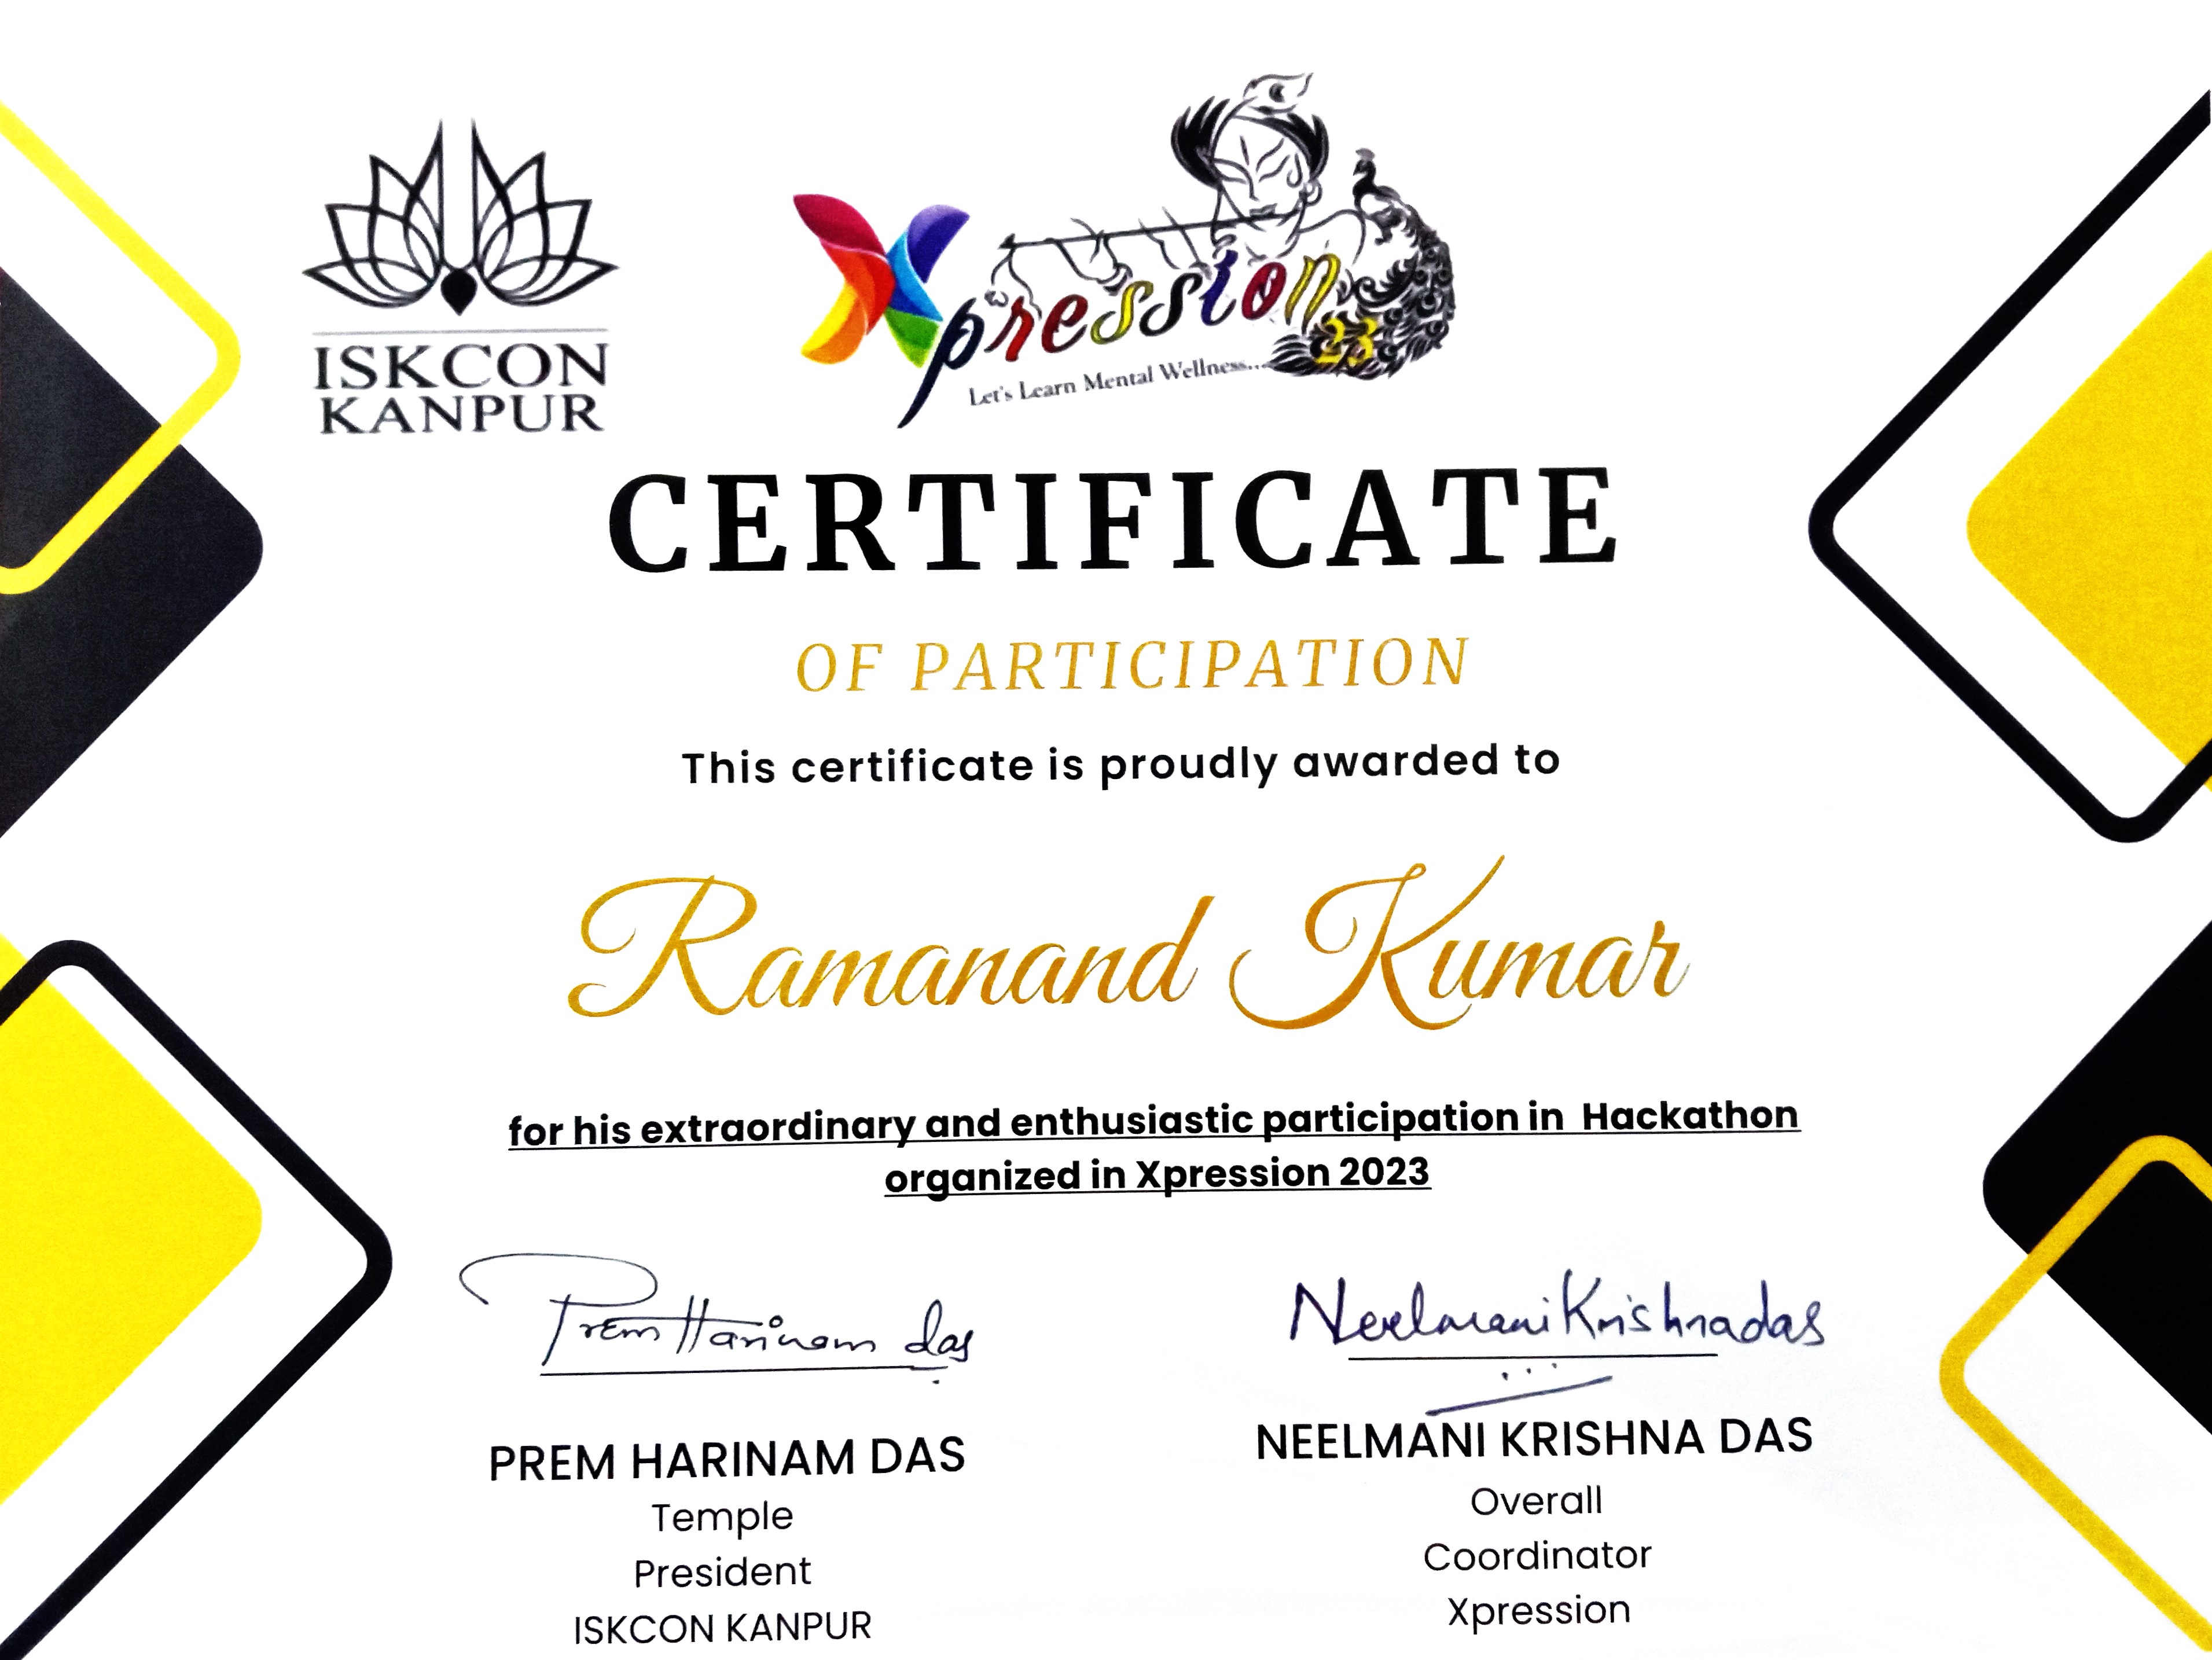 ISKCON
KANPUR
Xpression
23
Let's Learn Mental Wellness...
CERTIFICATE
OF PARTICIPATION
This certificate is proudly awarded to
Ramanand Kumar
for his extraordinary and enthusiastic participation in Hackathon
organized in Xpression 2023
Prem Harinam das
Neelmani Krishnadas
PREM HARINAM DAS
Temple
President
ISKCON KANPUR
NEELMANI KRISHNA DAS
Overall
Coordinator
Xpression